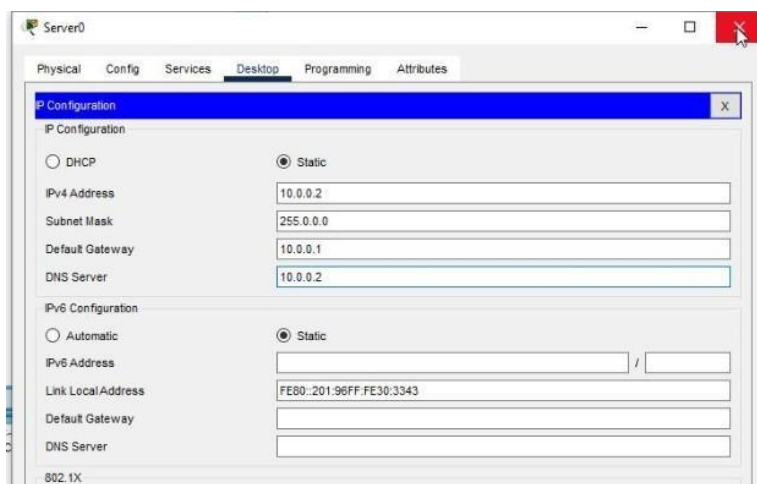 Server0
Physical Config Services Desktop Programming Attributes
IP Configuration X
IP Configuration
DHCP Static
IPv4 Address 10.0.0.2
Subnet Mask 255.0.0.0
Default Gateway 10.0.0.1
DNS Server 10.0.0.2
IPv6 Configuration
Automatic Static
IPv6 Address /
Link Local Address FE80::201:96FF:FE30:3343
Default Gateway
DNS Server
802.1X